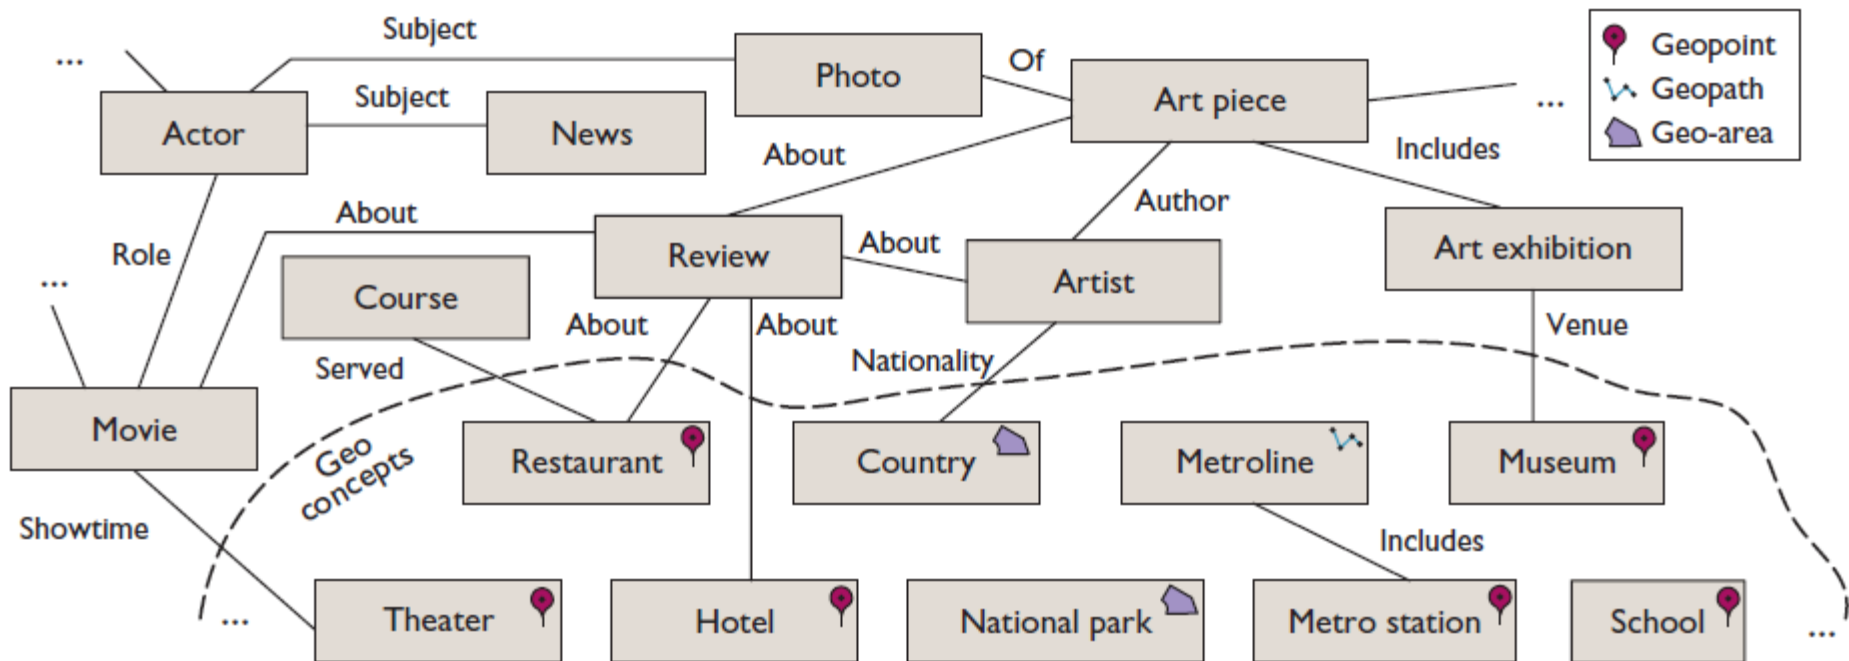 Subject
Photo
Of
Art piece
...
Geopoint
Geopath
Geo-area
...
Actor
Subject
News
About
Includes
Role
About
Review
About
Author
Artist
Art exhibition
...
Course
About
About
Nationality
Venue
Served
Movie
Geo
concepts
Restaurant
Country
Metroline
Museum
Showtime
Includes
...
Theater
Hotel
National park
Metro station
School
...